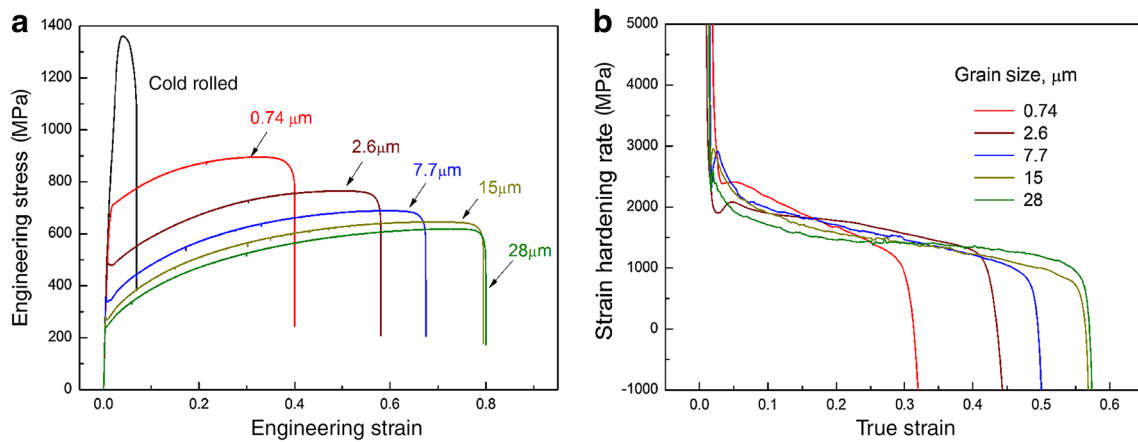 a
Engineering stress (MPa)
1400
1200
1000
800
600
400
200
0
Cold rolled
0.74 μm
2.6μm
7.7μm
15μm
28μm
0.0 0.2 0.4 0.6 0.8
Engineering strain
b
Strain hardening rate (MPa)
5000
4000
3000
2000
1000
0
-1000
Grain size, μm
0.74
2.6
7.7
15
28
0.0 0.1 0.2 0.3 0.4 0.5 0.6
True strain